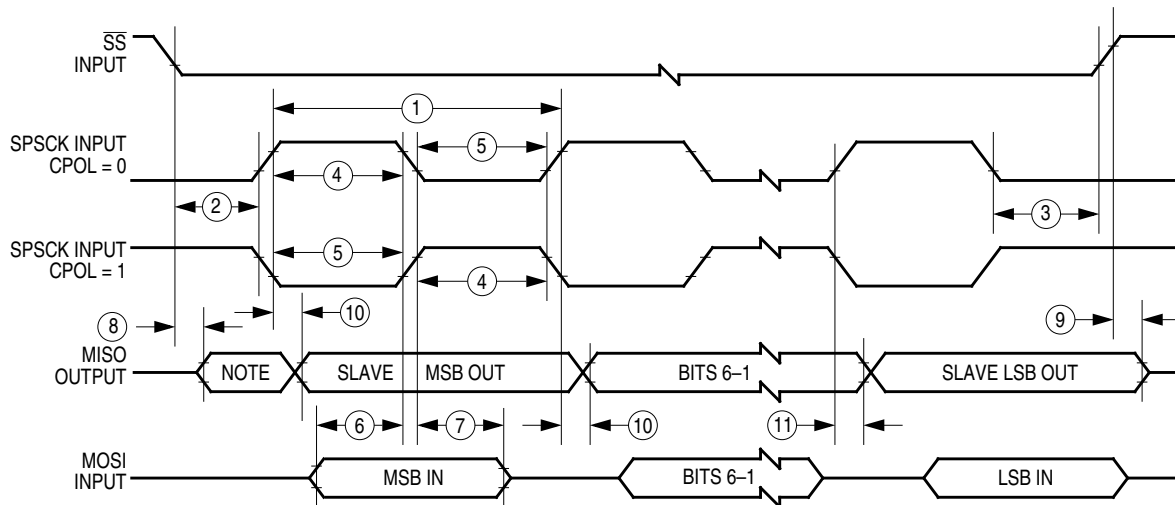 SS
INPUT
1
SPSCK INPUT
CPOL = 0
5
4
2
3
SPSCK INPUT
CPOL = 1
5
4
8
10
9
MISO
OUTPUT
NOTE
SLAVE MSB OUT
BITS 6–1
SLAVE LSB OUT
6
7
10
11
MOSI
INPUT
MSB IN
BITS 6–1
LSB IN